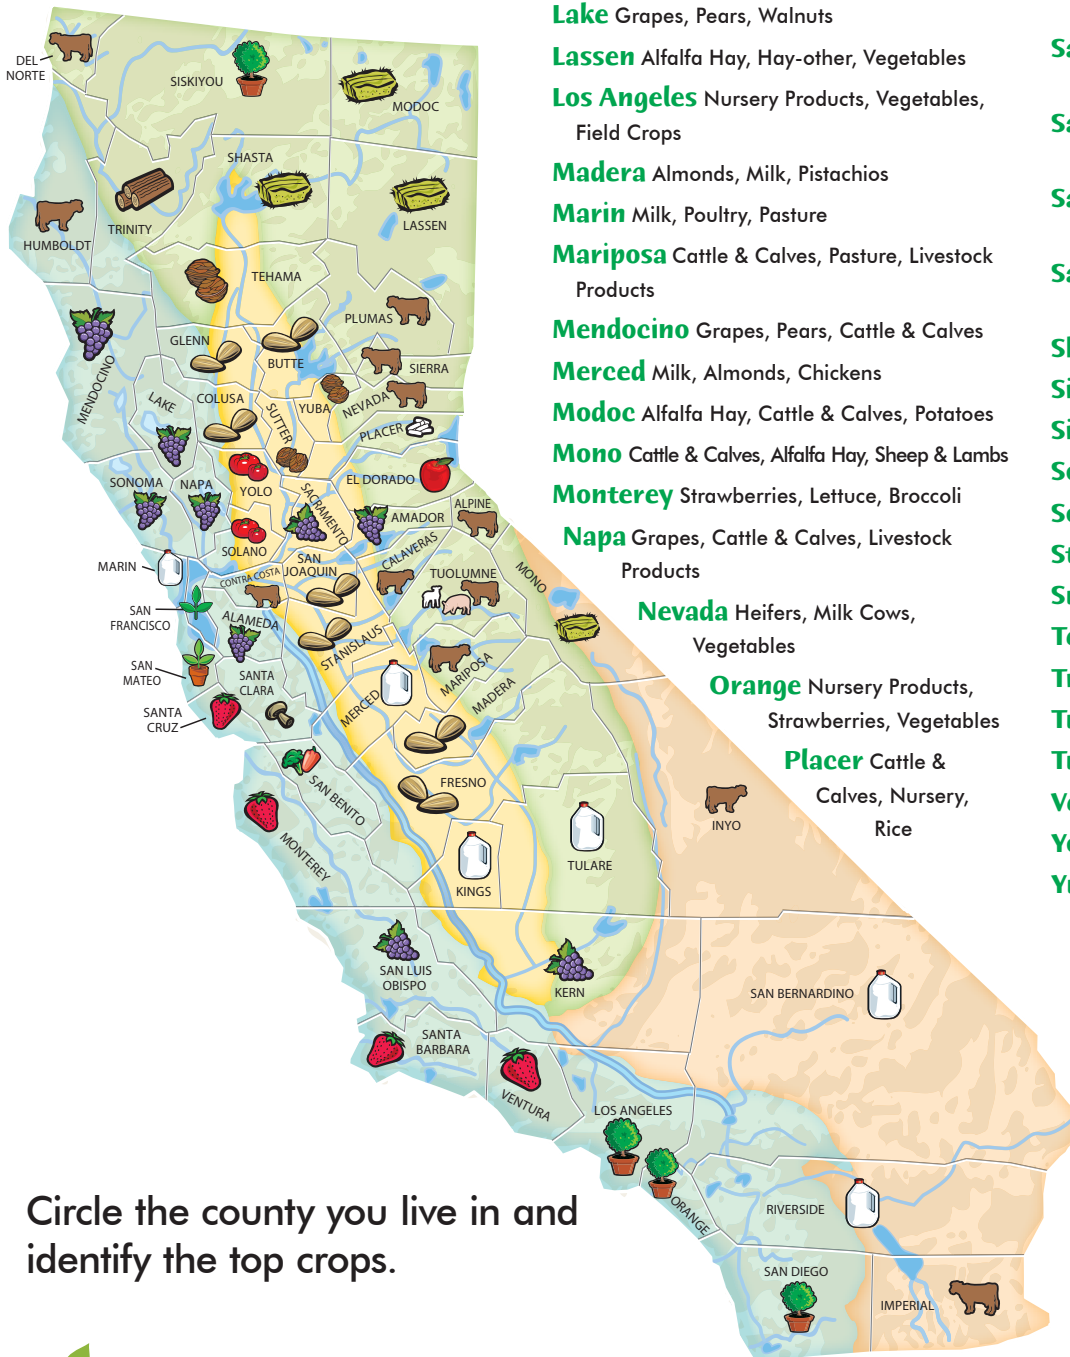 Lake Grapes, Pears, Walnuts
Lassen Alfalfa Hay, Hay-other, Vegetables
Los Angeles Nursery Products, Vegetables,
Field Crops
Madera Almonds, Milk, Pistachios
Marin Milk, Poultry, Pasture
Mariposa Cattle & Calves, Pasture, Livestock
Products
Mendocino Grapes, Pears, Cattle & Calves
Merced Milk, Almonds, Chickens
Modoc Alfalfa Hay, Cattle & Calves, Potatoes
Mono Cattle & Calves, Alfalfa Hay, Sheep & Lambs
Monterey Strawberries, Lettuce, Broccoli
Napa Grapes, Cattle & Calves, Livestock
Products
Nevada Heifers, Milk Cows,
Vegetables
Orange Nursery Products,
Strawberries, Vegetables
Placer Cattle &
Calves, Nursery,
Rice
DEL
NORTE
SISKIYOU
MODOC
SHASTA
HUMBOLDT
TRINITY
LASSEN
TEHAMA
PLUMAS
GLENN
BUTTE
SIERRA
MENDOCINO
LAKE
COLUSA
SUTTER
YUBA
NEVADA
PLACER
SONOMA
NAPA
YOLO
SACRAMENTO
EL DORADO
ALPINE
AMADOR
SOLANO
MARIN
CONTRA COSTA
SAN
JOAQUIN
CALAVERAS
TUOLUMNE
MONO
SAN
FRANCISCO
ALAMEDA
STANISLAUS
SAN
MATEO
SANTA
CLARA
MERCED
MARIPOSA
MADERA
SANTA
CRUZ
SAN BENITO
FRESNO
MONTEREY
KINGS
TULARE
INYO
SAN LUIS
OBISPO
KERN
SAN BERNARDINO
SANTA
BARBARA
VENTURA
LOS ANGELES
ORANGE
RIVERSIDE
SAN DIEGO
IMPERIAL
Circle the county you live in and
identify the top crops.